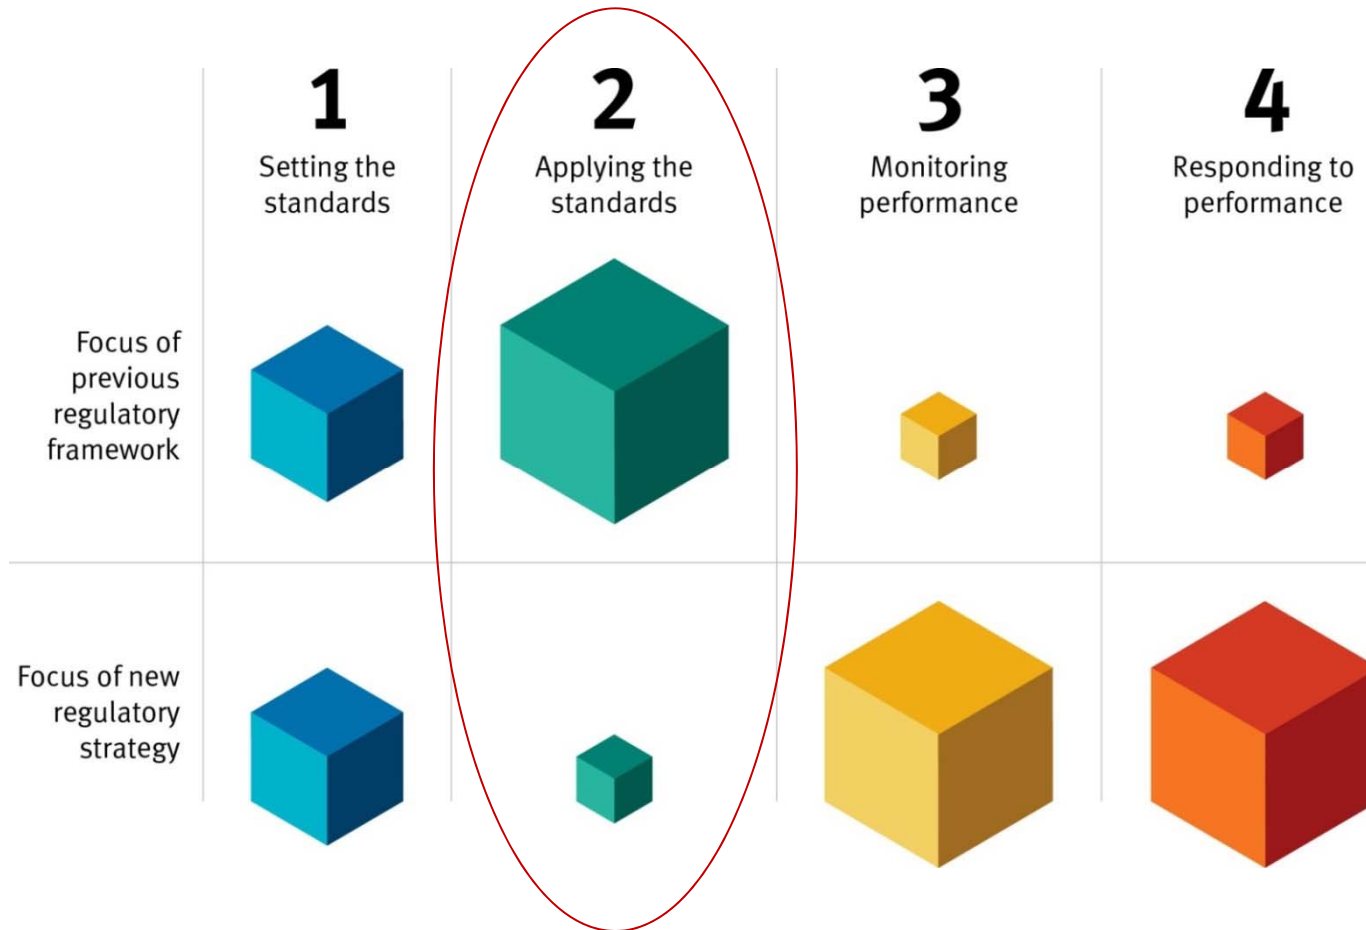 1
Setting the
standards
2
Applying the
standards
3
Monitoring
performance
4
Responding to
performance
Focus of
previous
regulatory
framework
Focus of new
regulatory
strategy